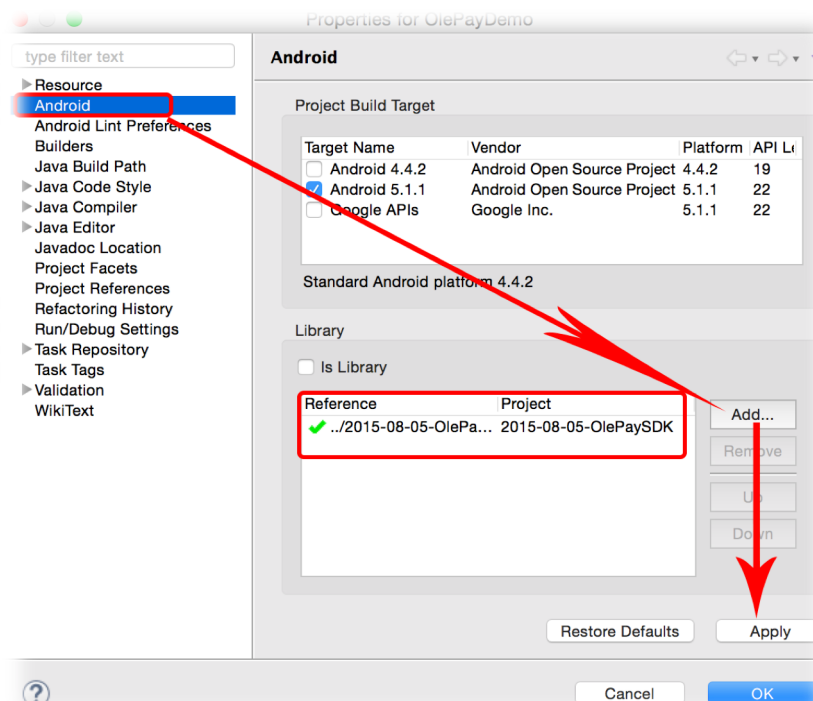 Properties for OlePayDemo
type filter text
Resource
Android
Android Lint Preferences
Builders
Java Build Path
Java Code Style
Java Compiler
Java Editor
Javadoc Location
Project Facets
Project References
Refactoring History
Run/Debug Settings
Task Repository
Task Tags
Validation
WikiText
Android
Project Build Target
Target Name Vendor Platform API Le
Android 4.4.2 Android Open Source Project 4.4.2 19
Android 5.1.1 Android Open Source Project 5.1.1 22
Google APIs Google Inc. 5.1.1 22
Standard Android platform 4.4.2
Library
Is Library
Reference Project
../2015-08-05-OlePa... 2015-08-05-OlePaySDK
Add...
Remove
Up
Down
Restore Defaults Apply
? Cancel OK